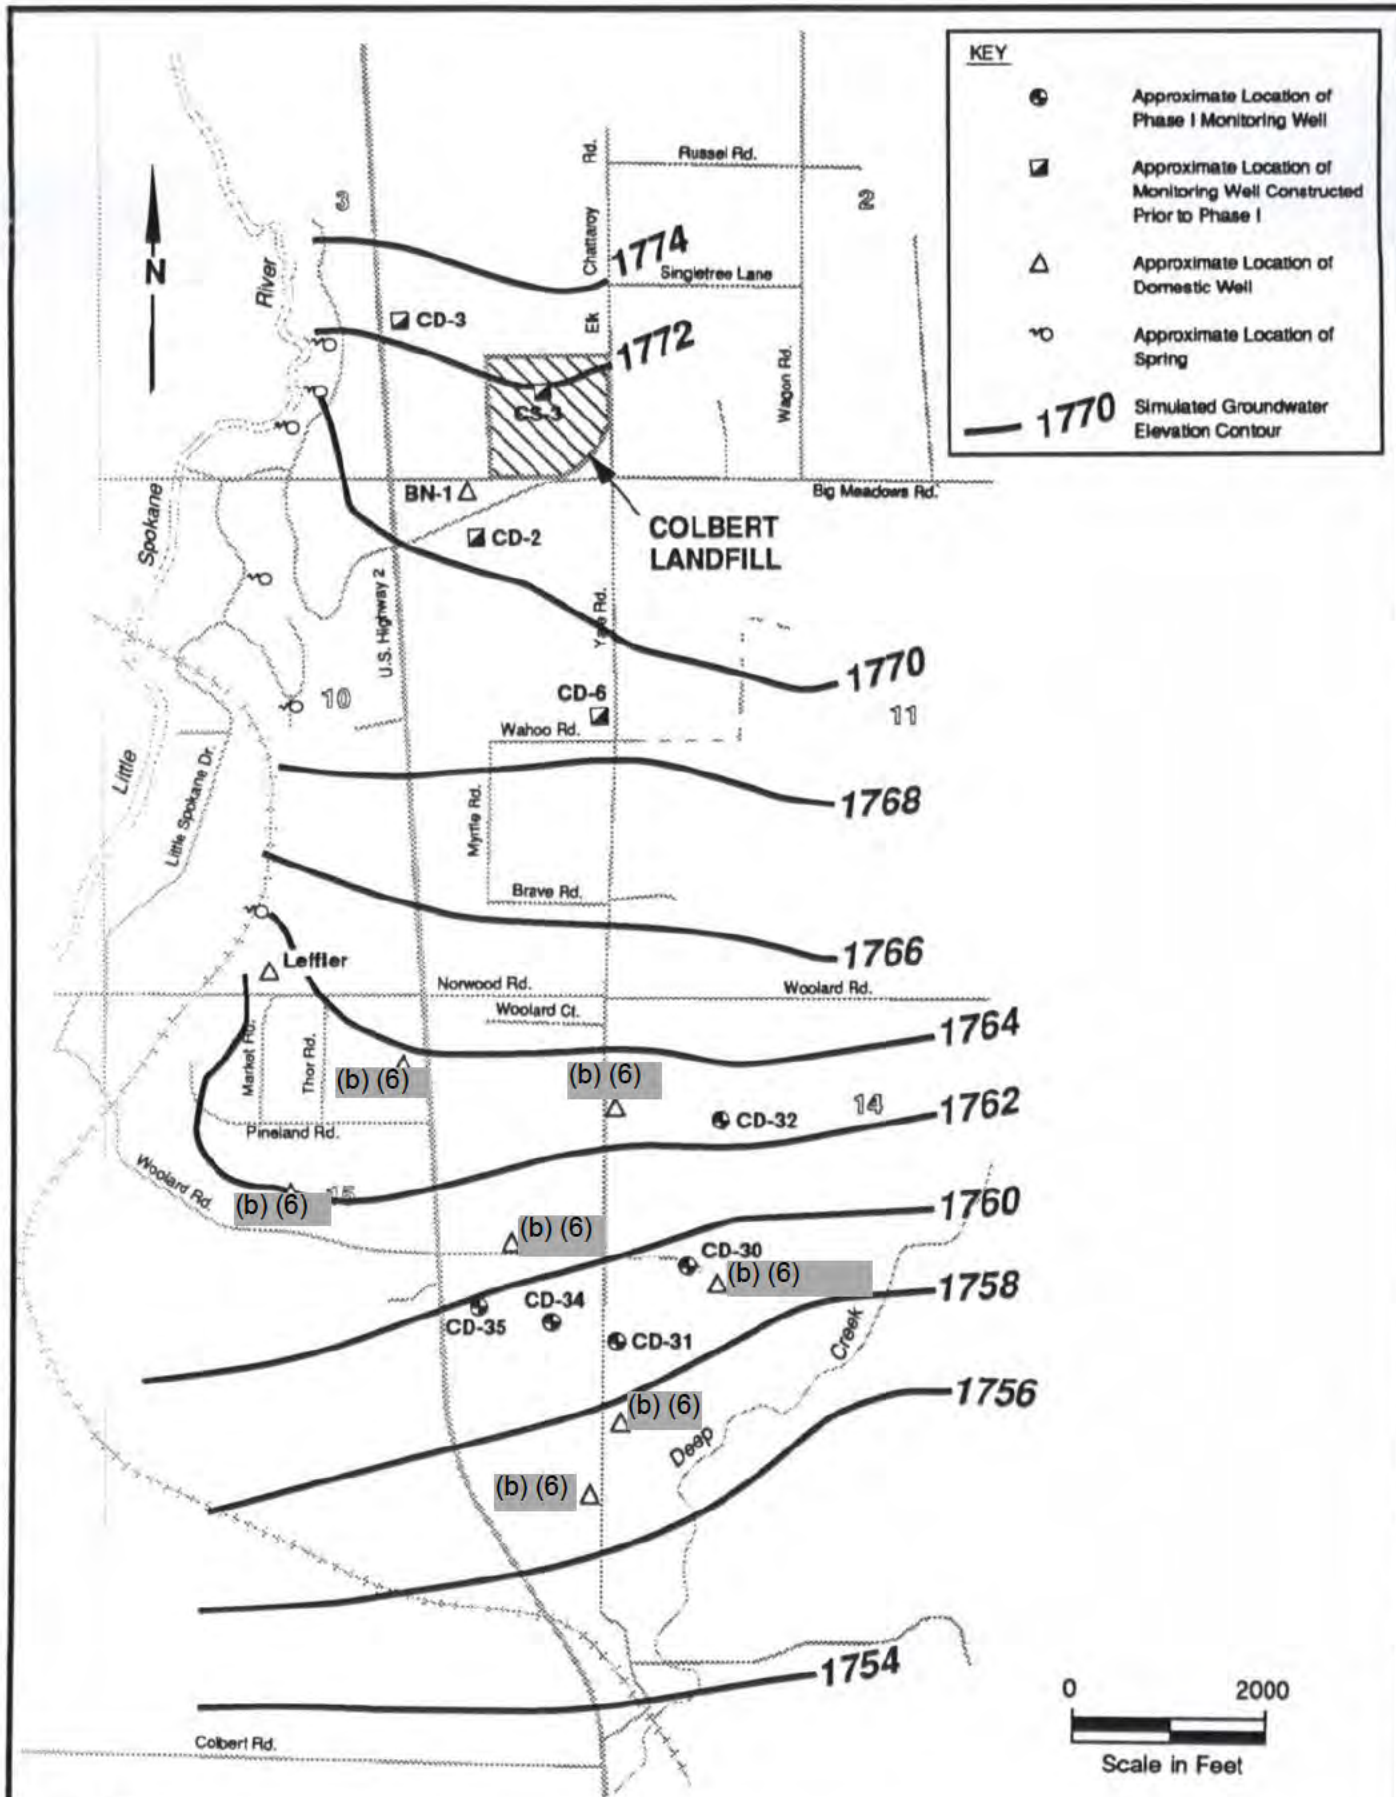 KEY
Approximate Location of
Phase I Monitoring Well
Approximate Location of
Monitoring Well Constructed
Prior to Phase I
Approximate Location of
Domestic Well
Approximate Location of
Spring
1770
Simulated Groundwater
Elevation Contour
N
River
3
Rd.
Chattaroy
Elk
Russel Rd.
2
1774
Singletree Lane
CD-3
1772
Wagon Rd.
CS-3
BN-1
Big Meadows Rd.
CD-2
COLBERT
LANDFILL
Spokane
U.S. Highway 2
Yale Rd.
1770
CD-6
10
11
Wahoo Rd.
Little
Little Spokane Dr.
Myrtle Rd.
1768
Brave Rd.
1766
Leffler
Norwood Rd.
Woolard Rd.
Woolard Ct.
1764
Market Rd.
Thor Rd.
(b) (6)
(b) (6)
CD-32
14
1762
Pineland Rd.
Woolard Rd.
(b) (6)
15
1760
(b) (6)
CD-30
(b) (6)
1758
CD-34
CD-35
CD-31
Creek
1756
(b) (6)
Deep
(b) (6)
1754
Colbert Rd.
0
2000
Scale in Feet